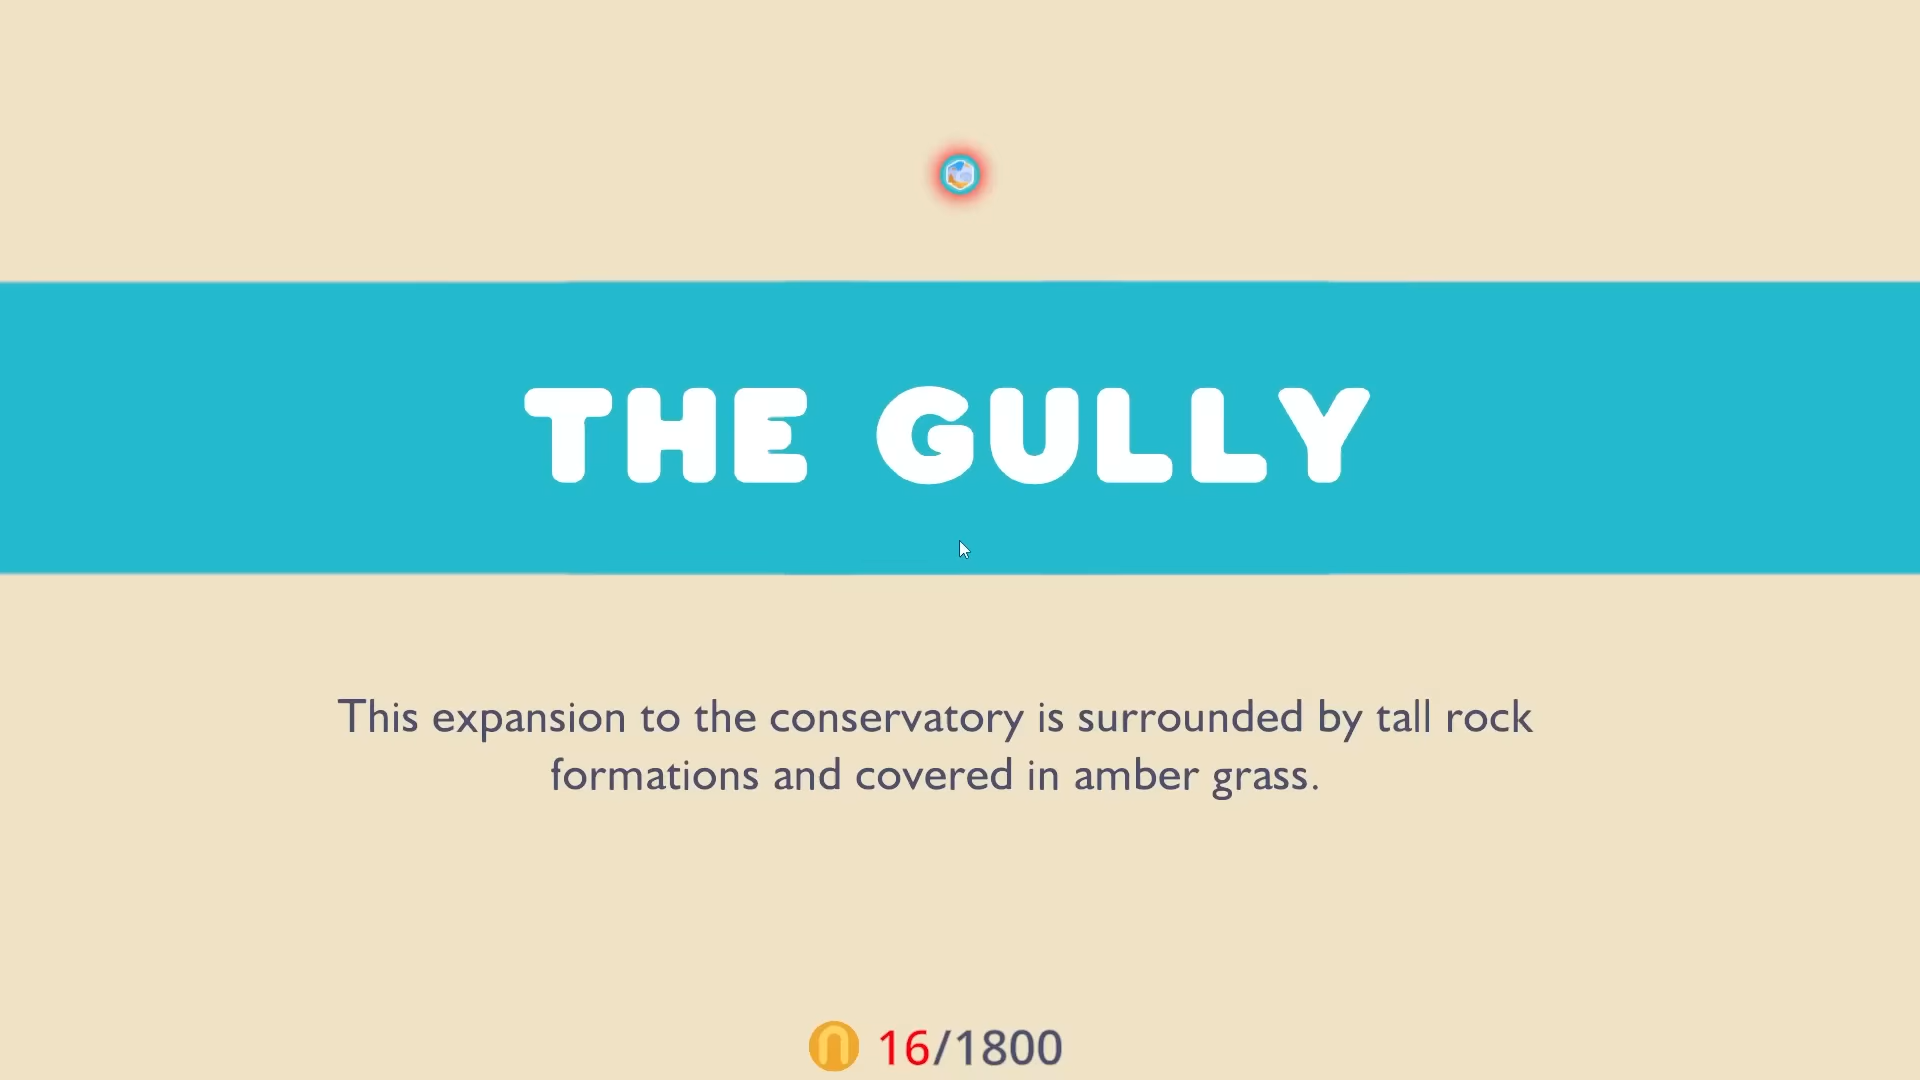 THE GULLY
This expansion to the conservatory is surrounded by tall rock
formations and covered in amber grass.
16/1800